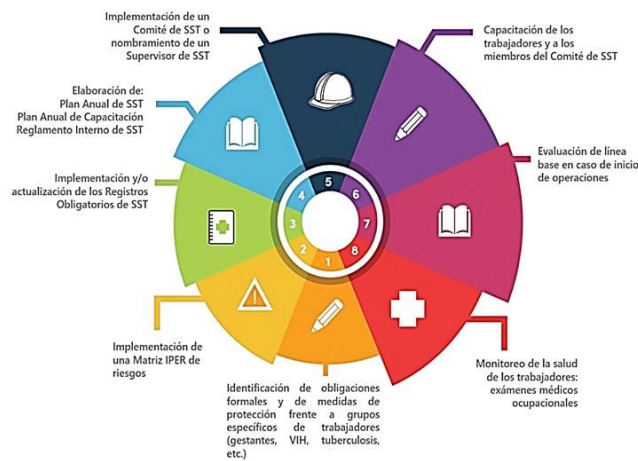 Implementación de un
Comité de SST o
nombramiento de un
Supervisor de SST
Capacitación de los
trabajadores y a los
miembros del Comité de SST
Elaboración de:
Plan Anual de SST
Plan Anual de Capacitación
Reglamento Interno de SST
Evaluación de línea
base en caso de inicio
de operaciones
Implementación y/o
actualización de los Registros
Obligatorios de SST
5
4
6
3
7
2
8
1
Implementación de
una Matriz IPER de
riesgos
Identificación de obligaciones
formales y de medidas de
protección frente a grupos
específicos de trabajadores
(gestantes, VIH, tuberculosis,
etc.)
Monitoreo de la salud
de los trabajadores:
exámenes médicos
ocupacionales